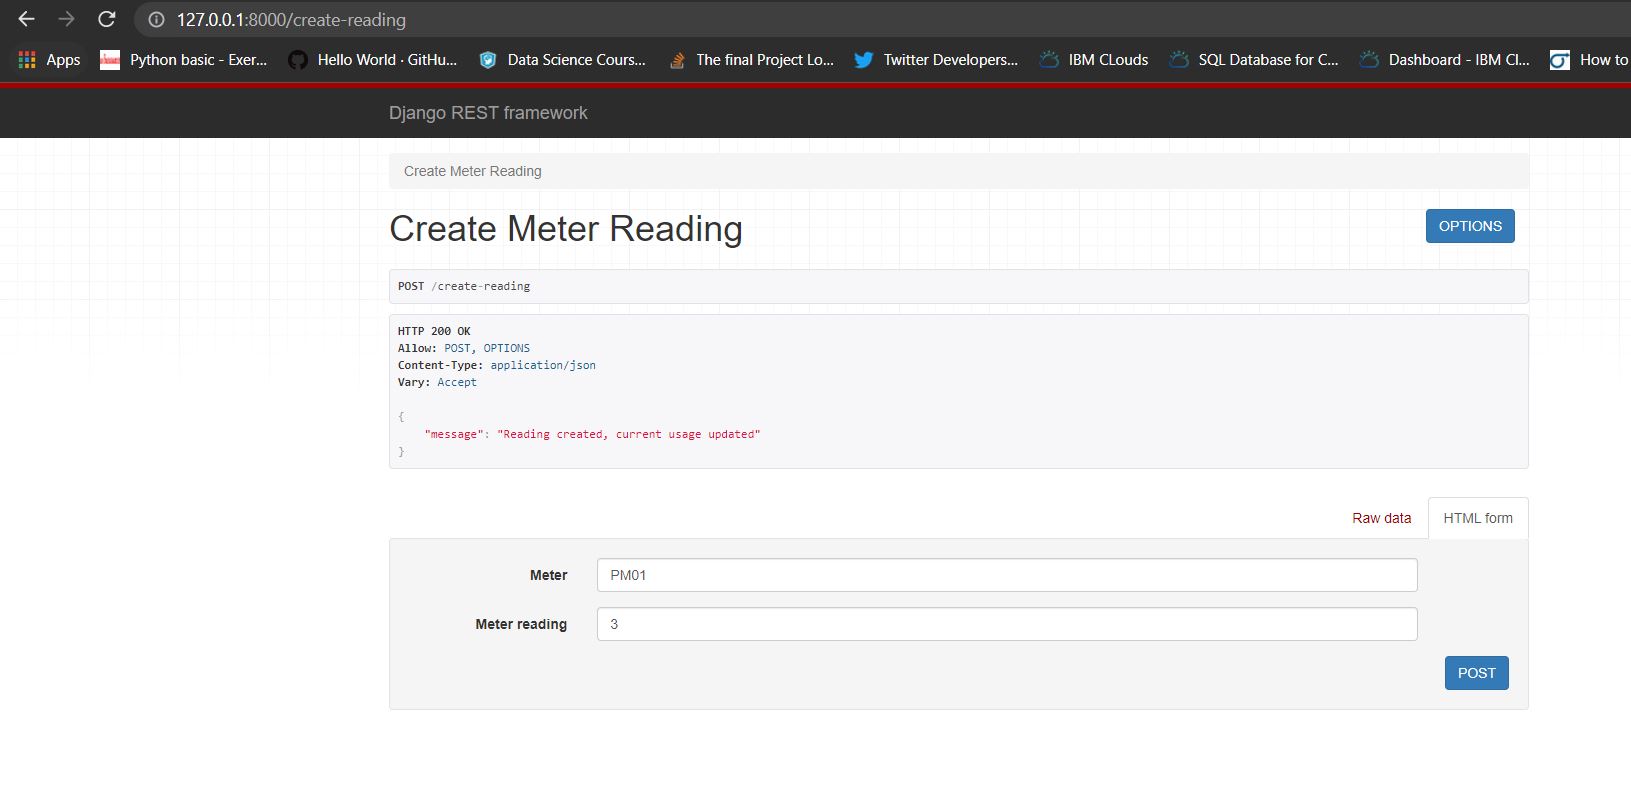 127.0.0.1:8000/create-reading
Apps Python basic - Exer... Hello World · GitHu... Data Science Cours... The final Project Lo... Twitter Developers... IBM CLouds SQL Database for C... Dashboard - IBM Cl... How to
Django REST framework
Create Meter Reading
Create Meter Reading OPTIONS
POST /create-reading
HTTP 200 OK
Allow: POST, OPTIONS
Content-Type: application/json
Vary: Accept
{
"message": "Reading created, current usage updated"
}
Raw data HTML form
Meter PM01
Meter reading 3
POST